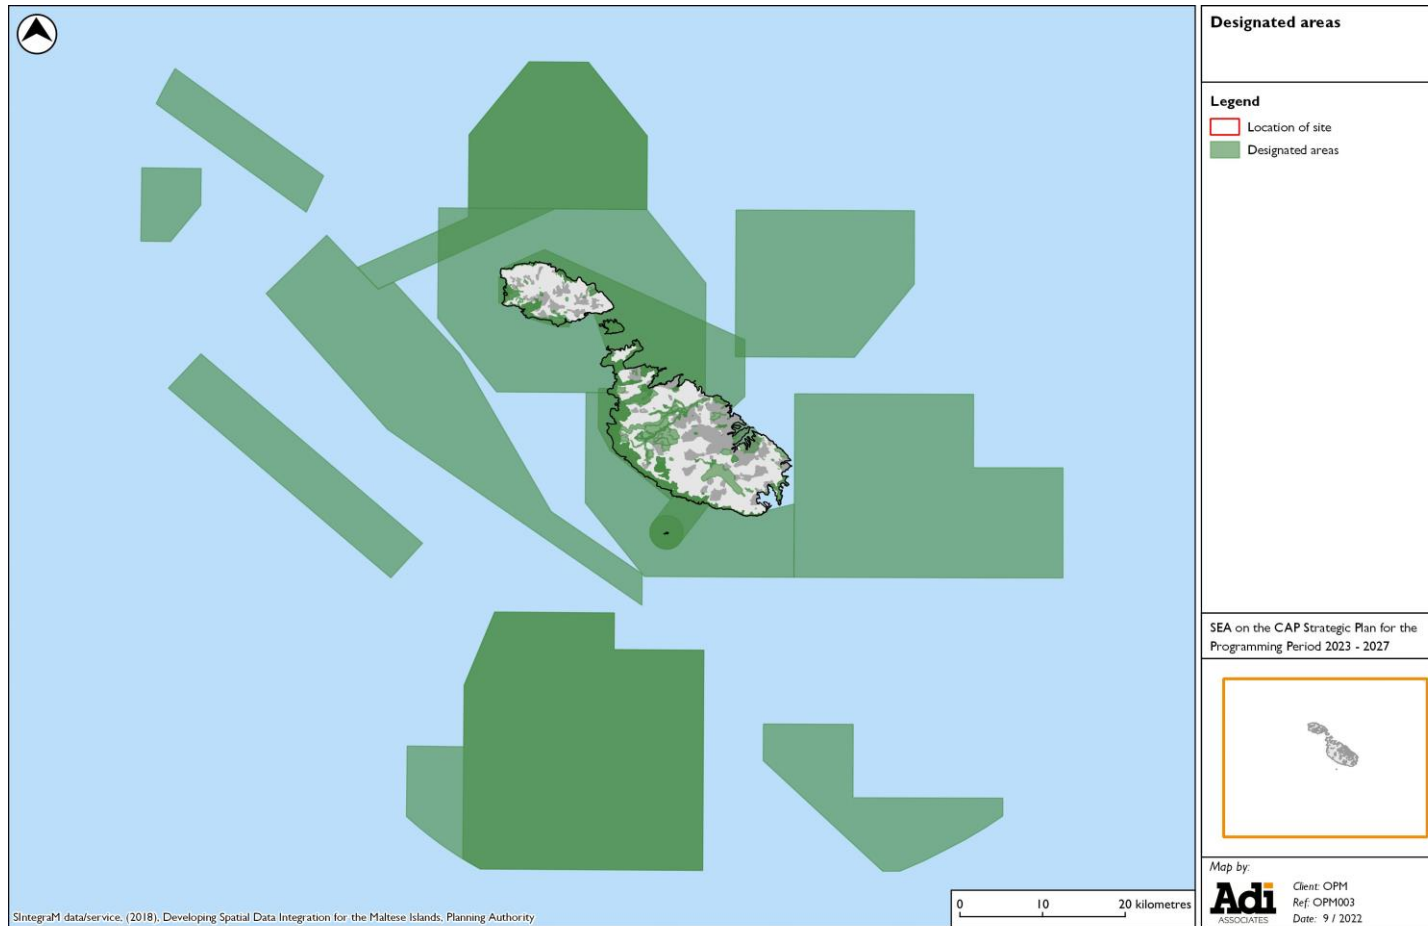 Designated areas
Legend
Location of site
Designated areas
SEA on the CAP Strategic Plan for the
Programming Period 2023 - 2027
Map by:
Adi
ASSOCIATES
Client: OPM
Ref: OPM003
Date: 9 / 2022
0 10 20 kilometres
SIntegraM data/service, (2018), Developing Spatial Data Integration for the Maltese Islands, Planning Authority